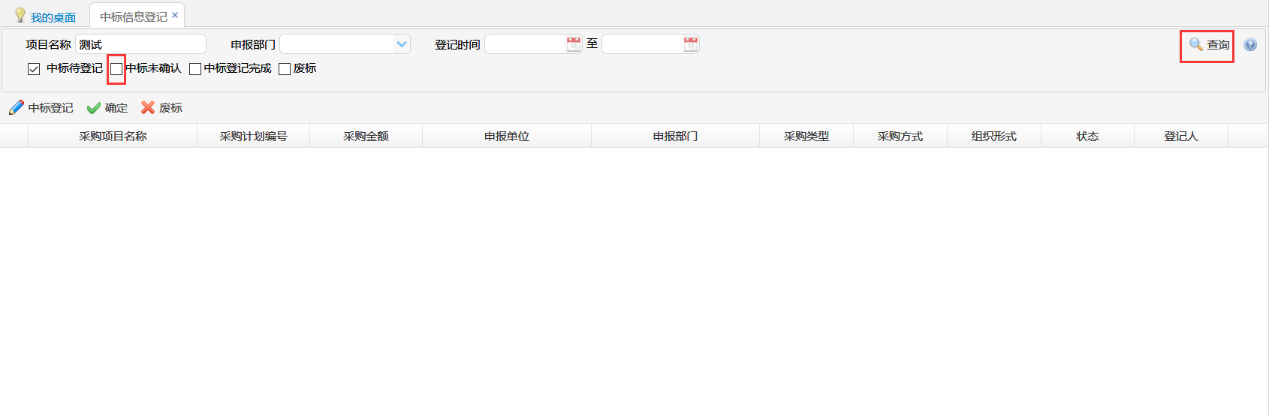 我的桌面 中标信息登记 ×
项目名称 测试 申报部门 登记时间 至 查询
中标待登记 中标未确认 中标登记完成 废标
中标登记 确定 废标
采购项目名称 采购计划编号 采购金额 申报单位 申报部门 采购类型 采购方式 组织形式 状态 登记人